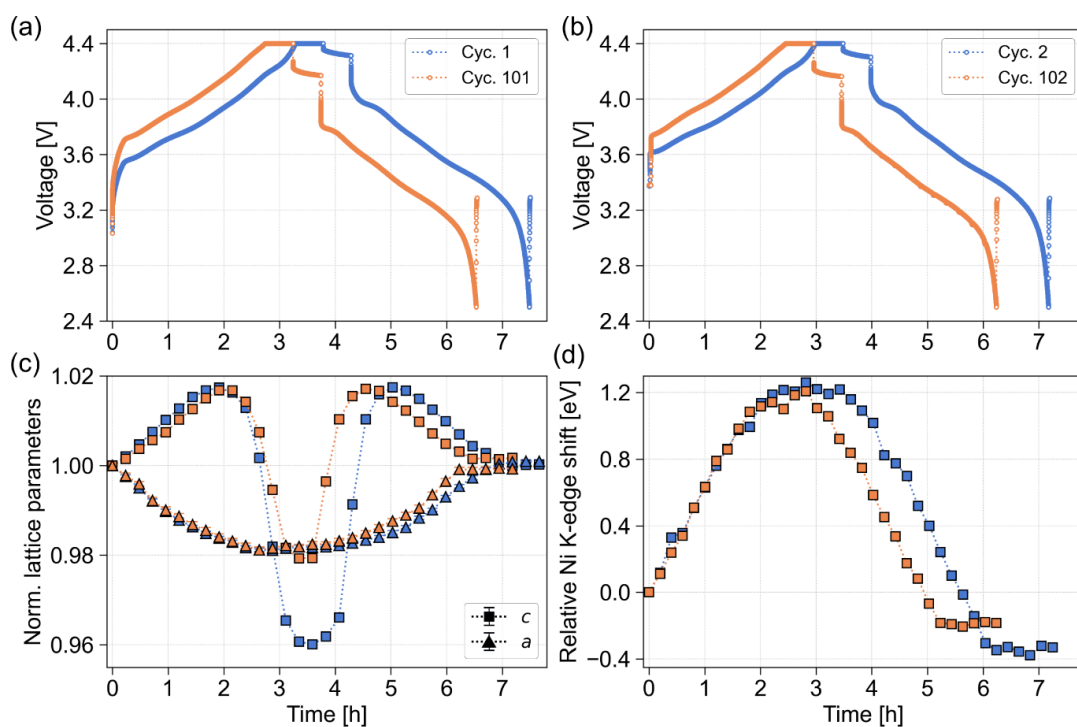 (a)
4.4
4.0
3.6
3.2
2.8
2.4
Voltage [V]
Cyc. 1
Cyc. 101
0 1 2 3 4 5 6 7
(b)
4.4
4.0
3.6
3.2
2.8
2.4
Voltage [V]
Cyc. 2
Cyc. 102
0 1 2 3 4 5 6 7
(c)
1.02
1.00
0.98
0.96
Norm. lattice parameters
c
a
0 1 2 3 4 5 6 7
Time [h]
(d)
1.2
0.8
0.4
0.0
−0.4
Relative Ni K-edge shift [eV]
0 1 2 3 4 5 6 7
Time [h]